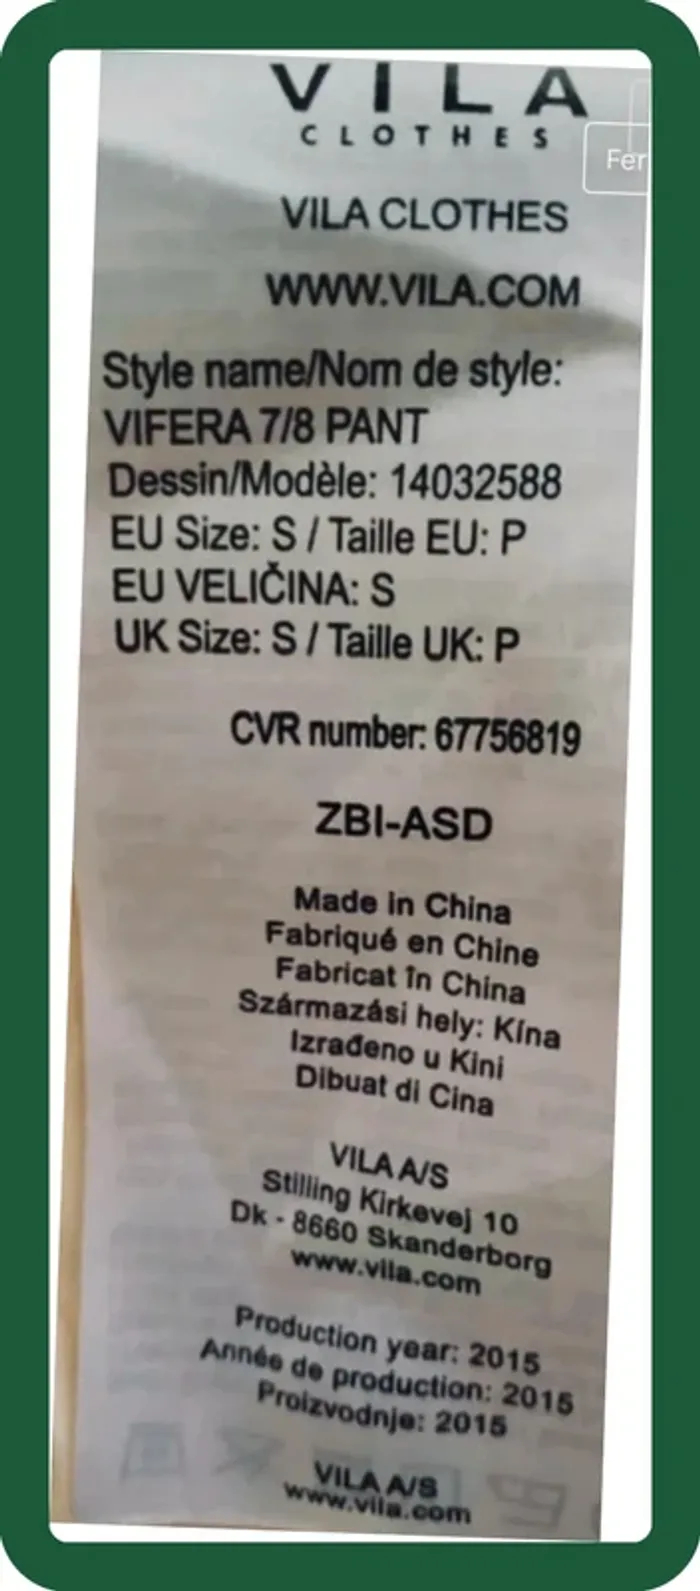 VILA
CLOTHES
Fer
VILA CLOTHES
WWW.VILA.COM
Style name/Nom de style:
VIFERA 7/8 PANT
Dessin/Modèle: 14032588
EU Size: S / Taille EU: P
EU VELIČINA: S
UK Size: S / Taille UK: P
CVR number: 67756819
ZBI-ASD
Made in China
Fabriqué en Chine
Fabricat în China
Származási hely: Kína
Izrađeno u Kini
Dibuat di Cina
VILA A/S
Stilling Kirkevej 10
Dk - 8660 Skanderborg
www.vila.com
Production year: 2015
Année de production: 2015
Proizvodnje: 2015
VILA A/S
www.vila.com